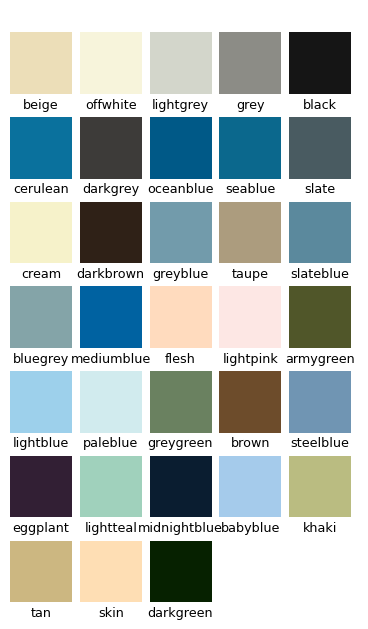 beige offwhite lightgrey grey black
cerulean darkgrey oceanblue seablue slate
cream darkbrown greyblue taupe slateblue
bluegrey mediumblue flesh lightpink armygreen
lightblue paleblue greygreen brown steelblue
eggplant lightteal midnightblue babyblue khaki
tan skin darkgreen